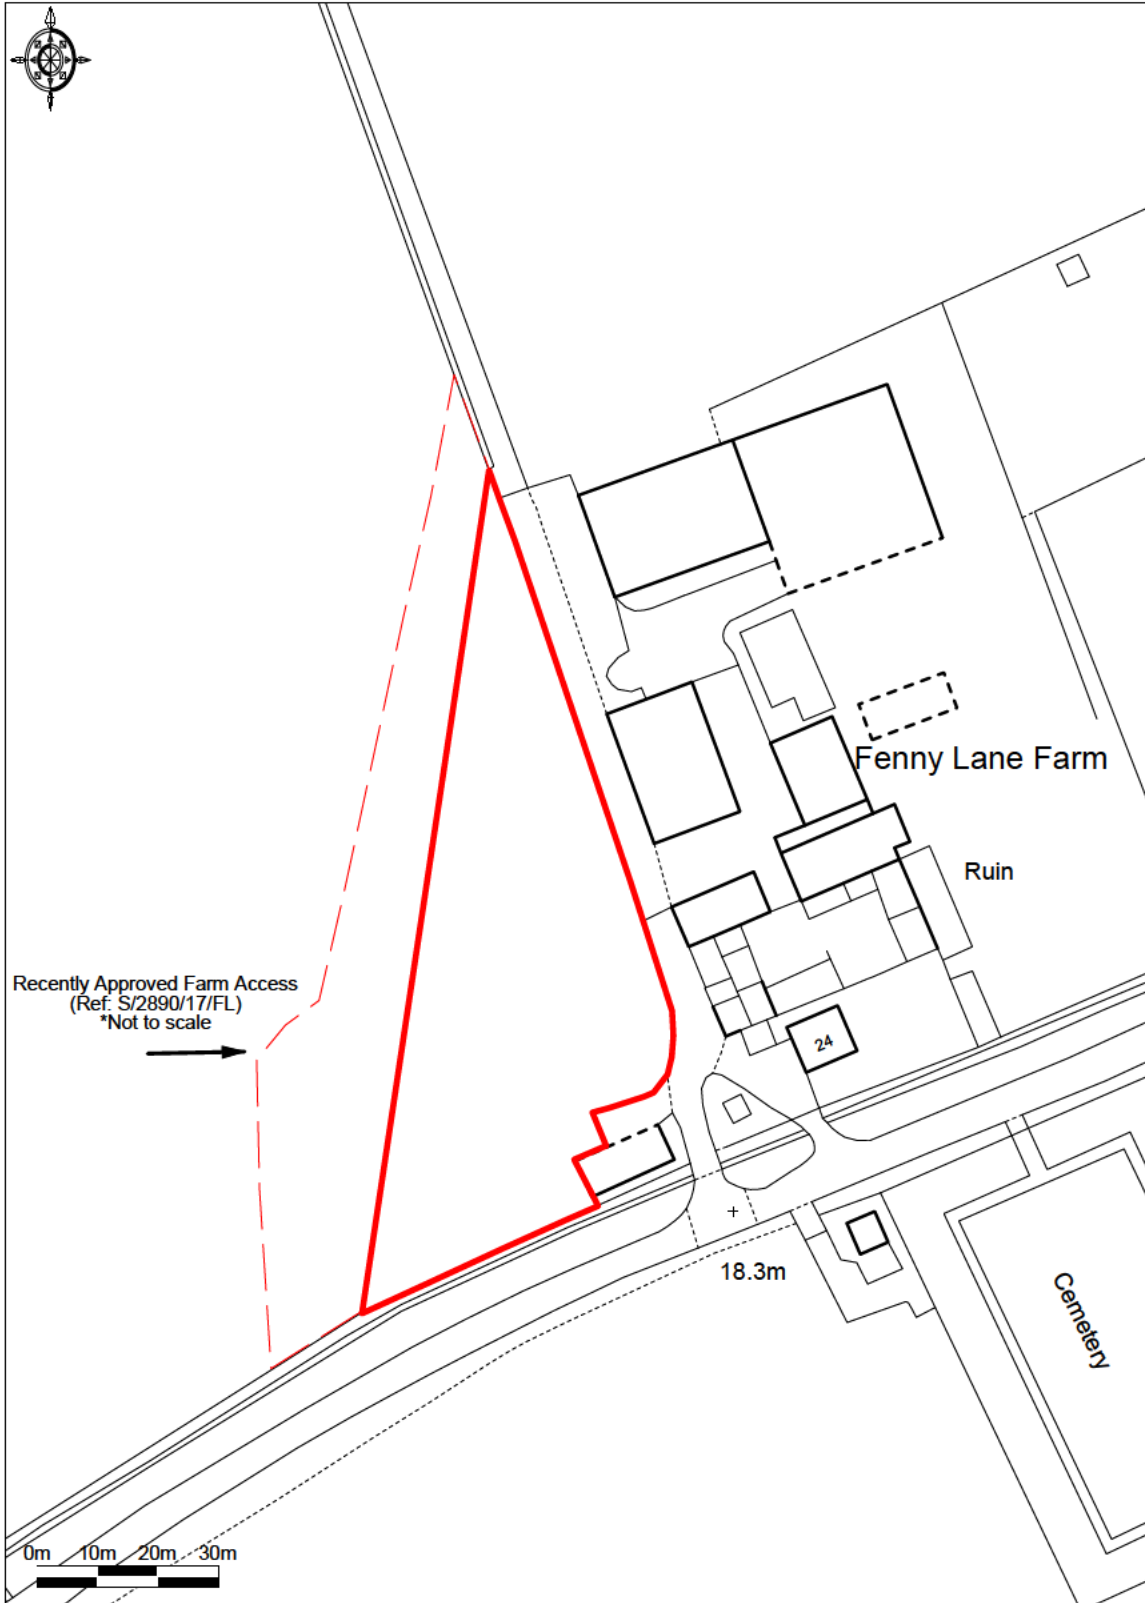 Fenny Lane Farm
Ruin
Recently Approved Farm Access
(Ref: S/2890/17/FL)
*Not to scale
24
18.3m
Cemetery
0m 10m 20m 30m